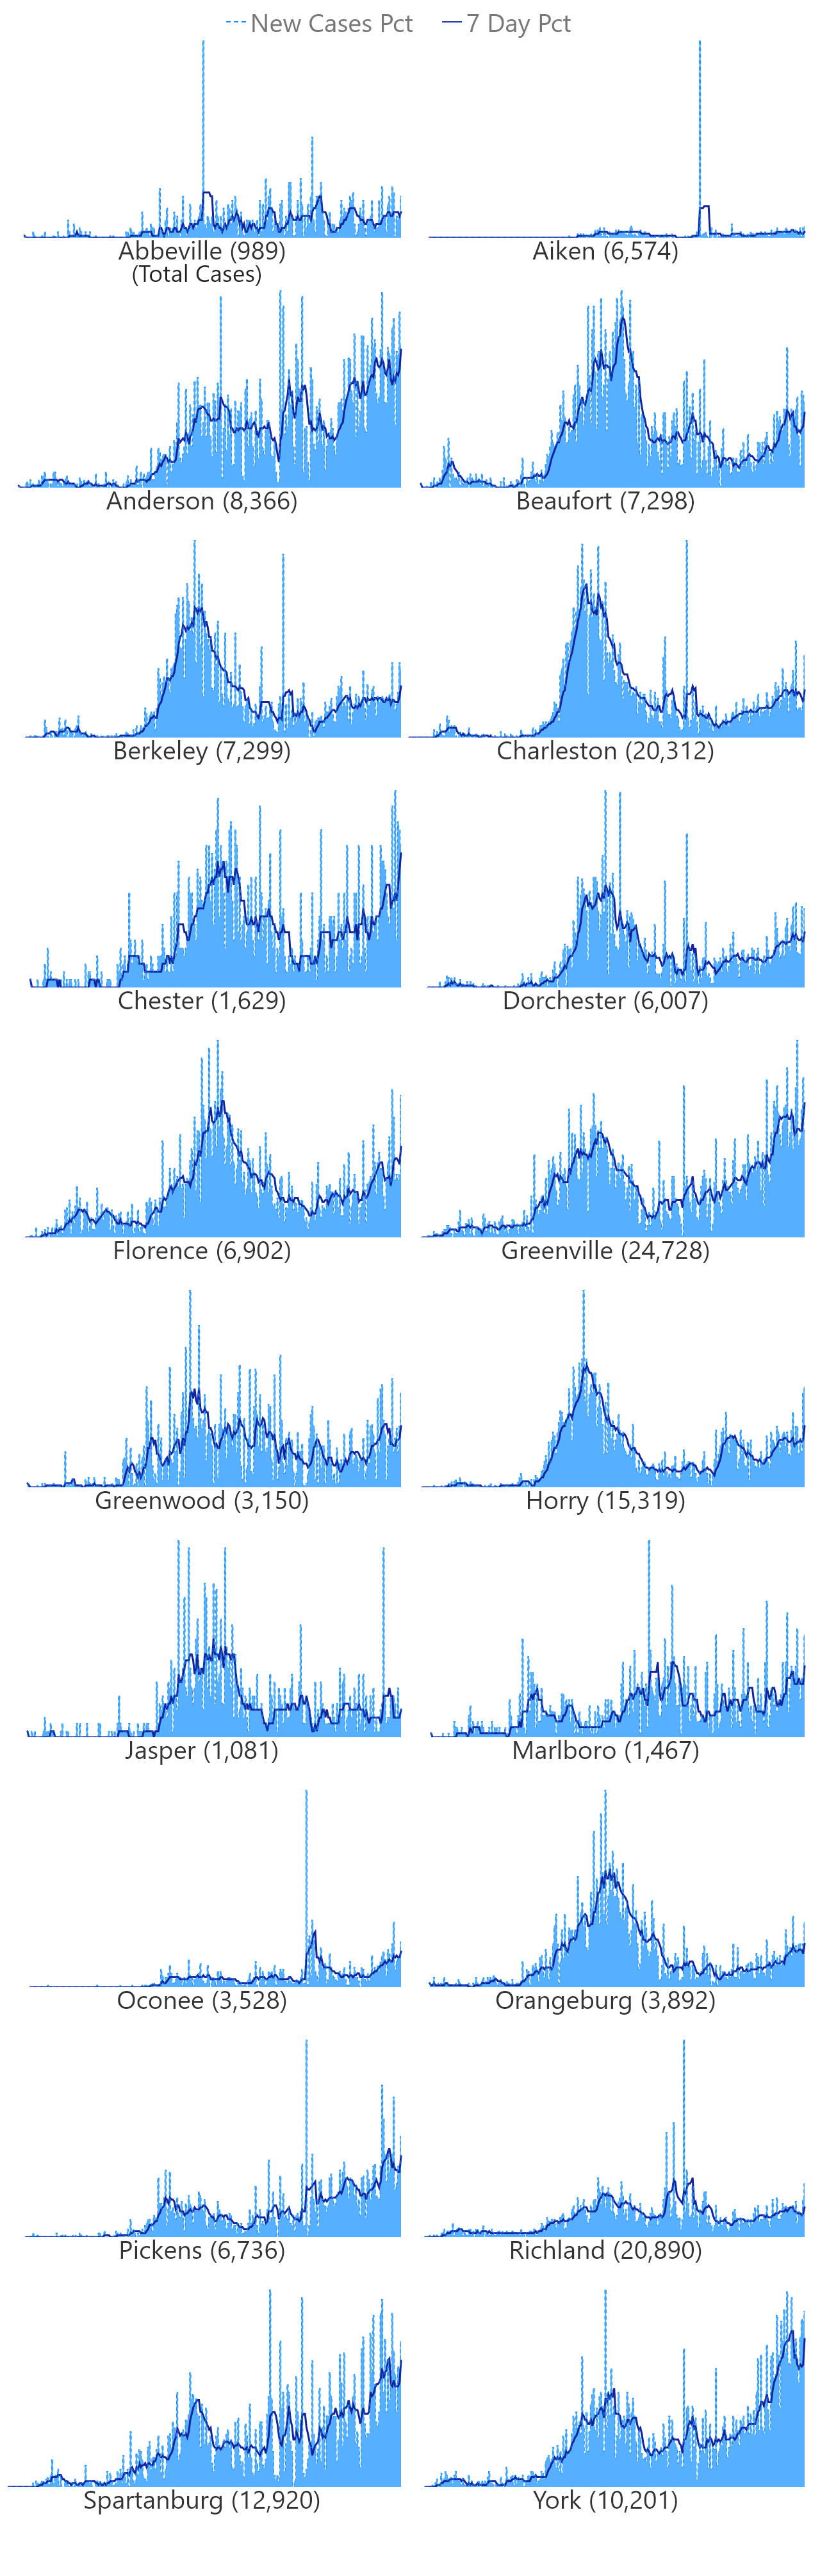 New Cases Pct 7 Day Pct
Abbeville (989) Aiken (6,574)
(Total Cases)
Anderson (8,366) Beaufort (7,298)
Berkeley (7,299) Charleston (20,312)
Chester (1,629) Dorchester (6,007)
Florence (6,902) Greenville (24,728)
Greenwood (3,150) Horry (15,319)
Jasper (1,081) Marlboro (1,467)
Oconee (3,528) Orangeburg (3,892)
Pickens (6,736) Richland (20,890)
Spartanburg (12,920) York (10,201)